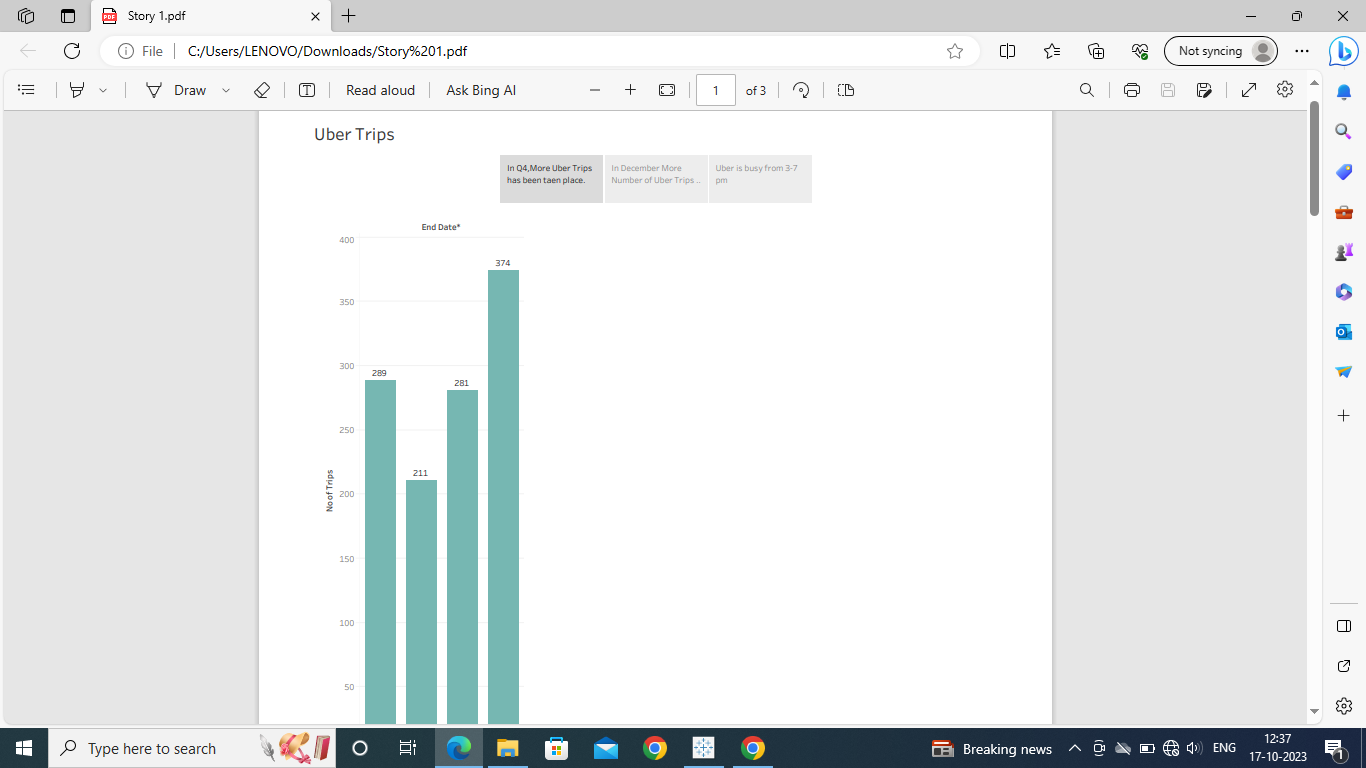 Story 1.pdf
File
C:/Users/LENOVO/Downloads/Story%201.pdf
Not syncing
Draw
Read aloud
Ask Bing AI
1
of 3
Uber Trips
In Q4,More Uber Trips
has been taen place.
In December More
Number of Uber Trips ..
Uber is busy from 3-7
pm
End Date*
400
350
300
250
200
150
100
50
No of Trips
289
211
281
374
Type here to search
Breaking news
ENG
12:37
17-10-2023
1